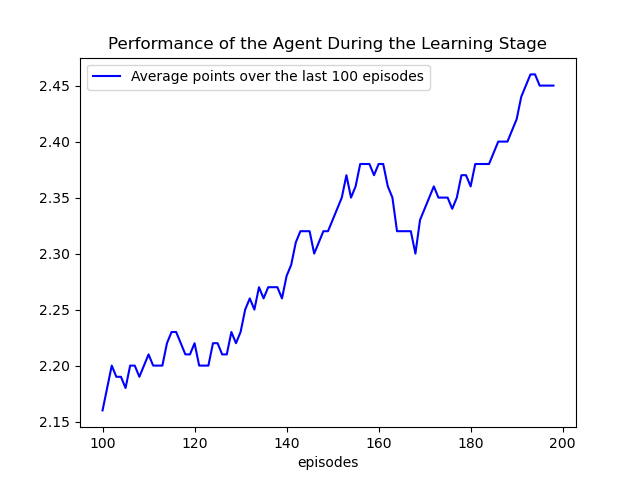 Performance of the Agent During the Learning Stage
Average points over the last 100 episodes
2.45
2.40
2.35
2.30
2.25
2.20
2.15
100 120 140 160 180 200
episodes